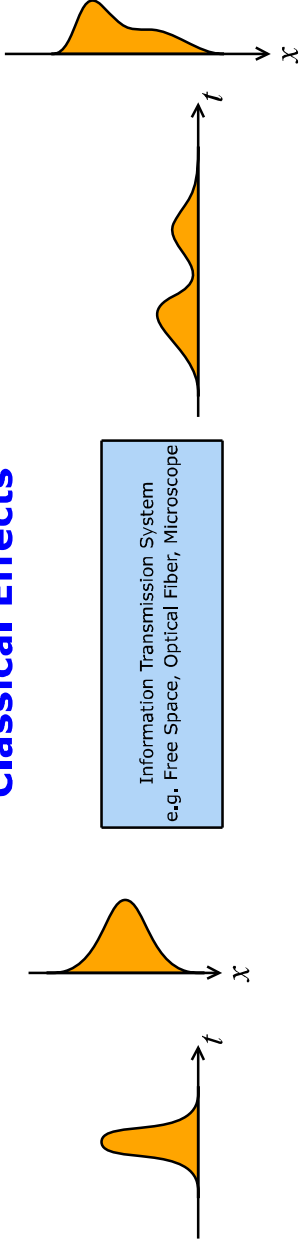 Classical Effects
t
x
Information Transmission System
e.g. Free Space, Optical Fiber, Microscope
t
x